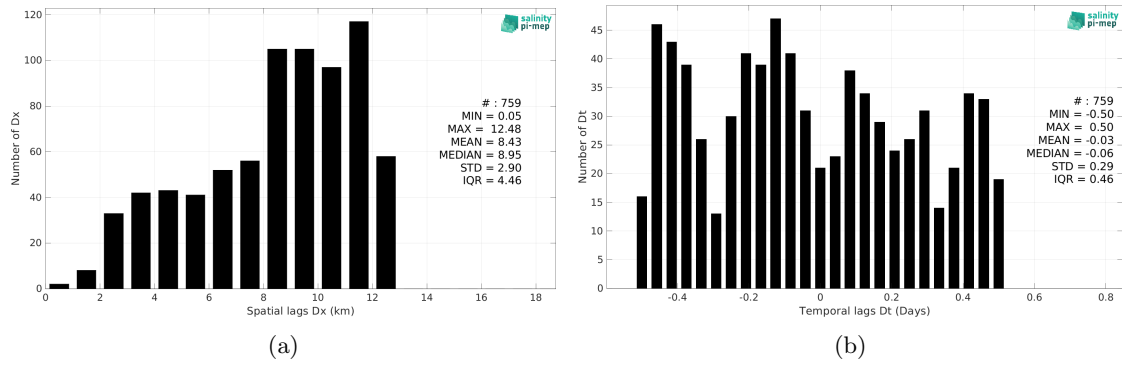 120
100
80
60
40
20
0
Number of Dx
0 2 4 6 8 10 12 14 16 18
Spatial lags Dx (km)
salinity
pi-mep
# : 759
MIN = 0.05
MAX = 12.48
MEAN = 8.43
MEDIAN = 8.95
STD = 2.90
IQR = 4.46
(a)
45
40
35
30
25
20
15
10
5
0
Number of Dt
-0.4 -0.2 0 0.2 0.4 0.6 0.8
Temporal lags Dt (Days)
salinity
pi-mep
# : 759
MIN = -0.50
MAX = 0.50
MEAN = -0.03
MEDIAN = -0.06
STD = 0.29
IQR = 0.46
(b)